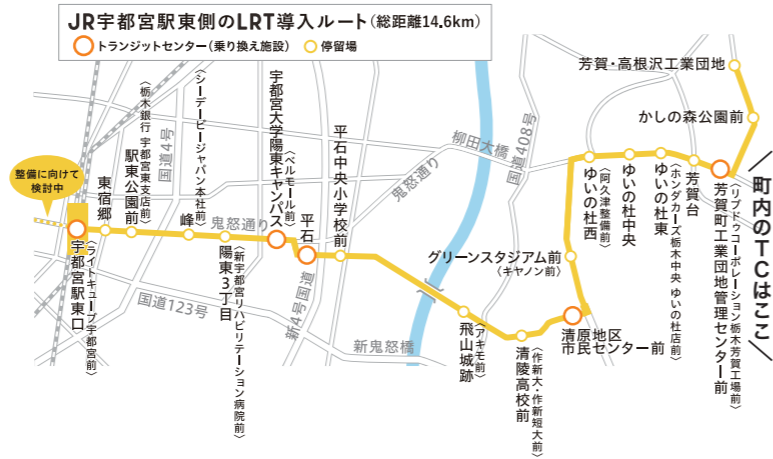 JR宇都宮駅東側のLRT導入ルート（総距離14.6km）
トランジットセンター（乗り換え施設） 停留場
整備に向けて
検討中
宇都宮駅東口
〈ライトキューブ宇都宮前〉
東宿郷
駅東公園前
〈栃木銀行 宇都宮東支店前〉
国道4号
峰
〈シーデーピージャパン本社前〉
陽東3丁目
〈新宇都宮リハビリテーション病院前〉
鬼怒通り
宇都宮大学陽東キャンパス
〈ベルモール前〉
平石
新4号国道
平石中央小学校前
国道123号
新鬼怒橋
鬼怒通り
柳田大橋
国道408号
飛山城跡
〈アキモ前〉
清陵高校前
〈作新大・作新短大前〉
清原地区
市民センター前
グリーンスタジアム前
〈キヤノン前〉
ゆいの杜西
〈阿久津整備前〉
ゆいの杜中央
ゆいの杜東
〈ホンダカーズ栃木中央 ゆいの杜店前〉
芳賀台
芳賀町工業団地管理センター前
〈リブドゥコーポレーション栃木芳賀工場前〉
かしの森公園前
芳賀・高根沢工業団地
町内のTCはここ